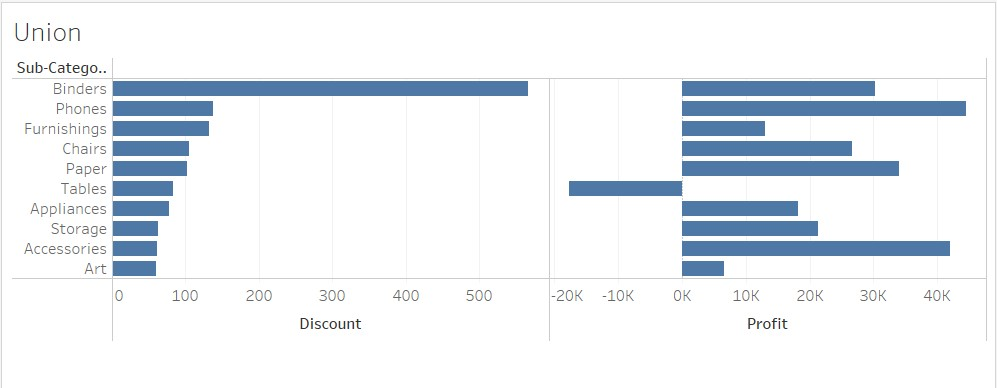 Union
Sub-Catego..
Binders
Phones
Furnishings
Chairs
Paper
Tables
Appliances
Storage
Accessories
Art
0 100 200 300 400 500 -20K -10K 0K 10K 20K 30K 40K
Discount Profit